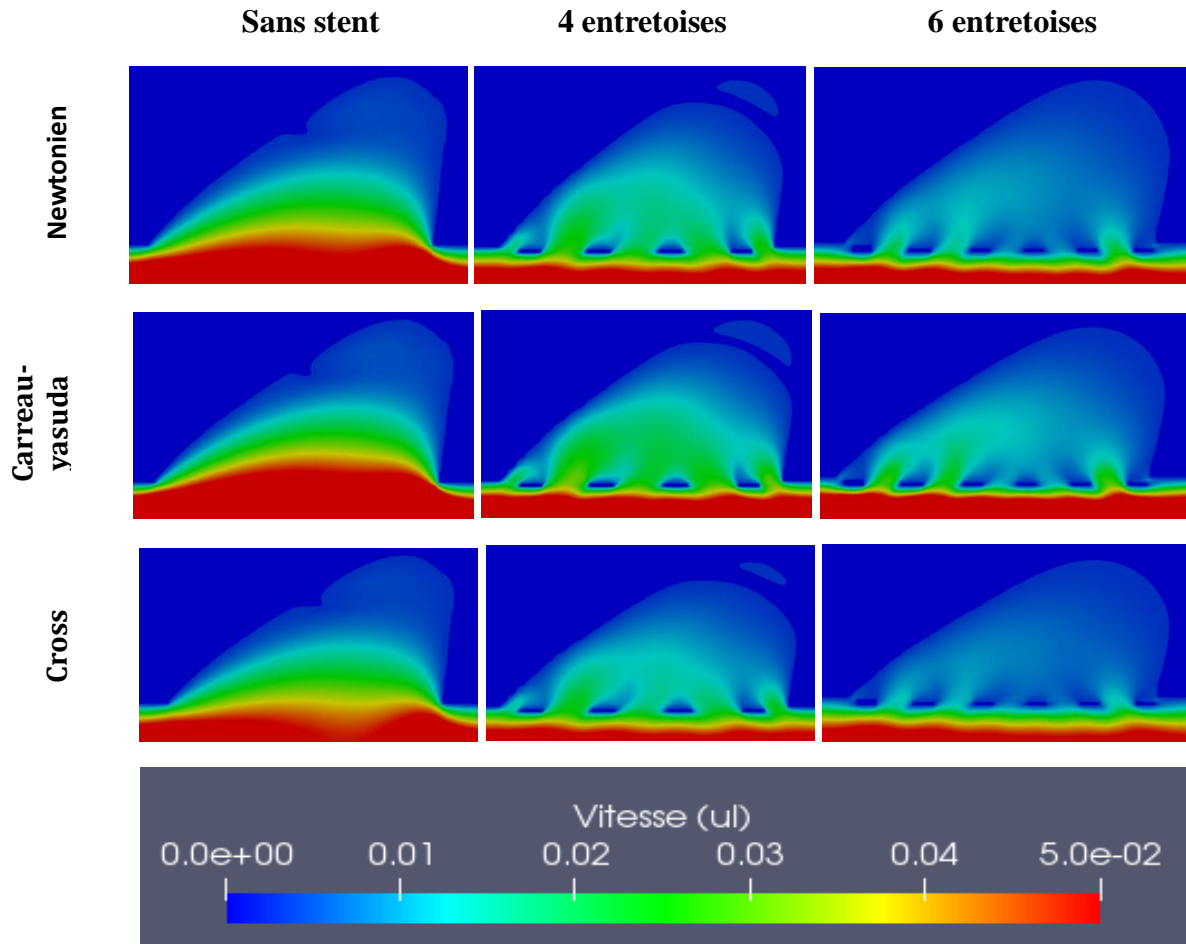 Sans stent
4 entretoises
6 entretoises
Newtonien
Carreau-
yasuda
Cross
Vitesse (ul)
0.0e+00 0.01 0.02 0.03 0.04 5.0e-02